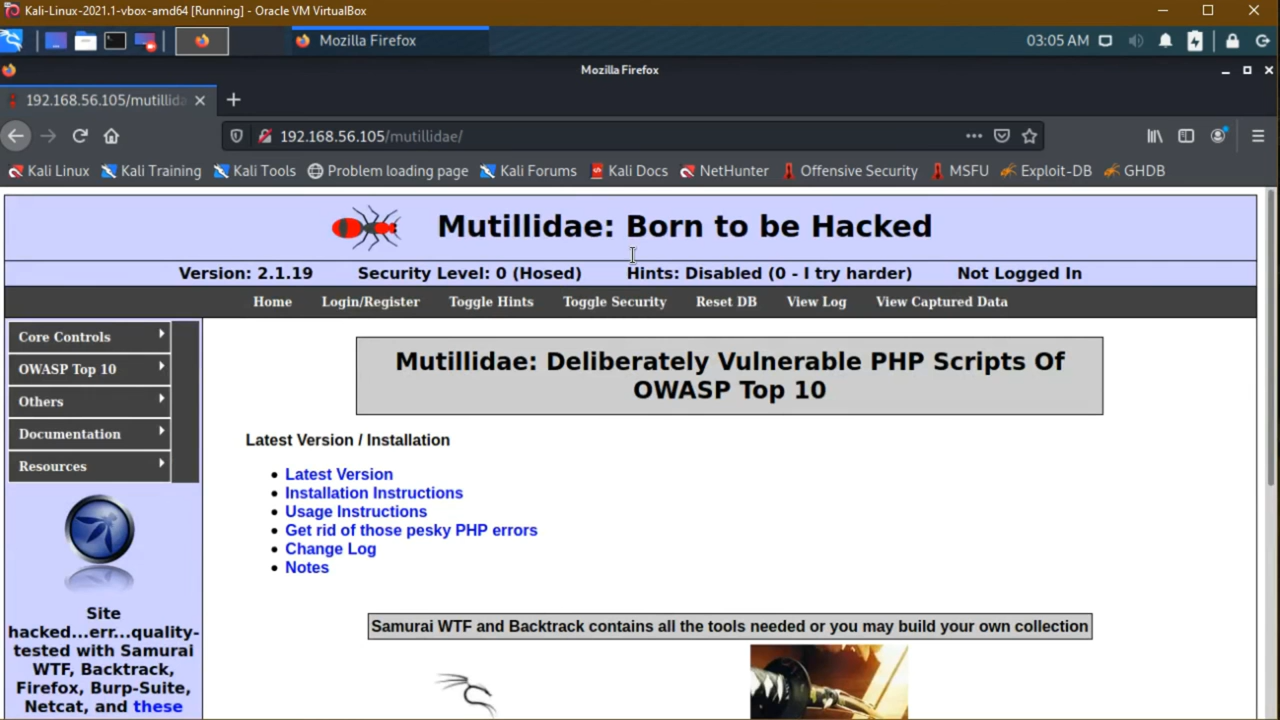 Kali-Linux-2021.1-vbox-amd64 [Running] - Oracle VM VirtualBox
Mozilla Firefox
03:05 AM
Mozilla Firefox
192.168.56.105/mutillida
192.168.56.105/mutillidae/
Kali Linux Kali Training Kali Tools Problem loading page Kali Forums Kali Docs NetHunter Offensive Security MSFU Exploit-DB GHDB
Mutillidae: Born to be Hacked
Version: 2.1.19 Security Level: 0 (Hosed) Hints: Disabled (0 - I try harder) Not Logged In
Home Login/Register Toggle Hints Toggle Security Reset DB View Log View Captured Data
Core Controls
OWASP Top 10
Others
Documentation
Resources
Site
hacked...err...quality-
tested with Samurai
WTF, Backtrack,
Firefox, Burp-Suite,
Netcat, and these
Mutillidae: Deliberately Vulnerable PHP Scripts Of
OWASP Top 10
Latest Version / Installation
Latest Version
Installation Instructions
Usage Instructions
Get rid of those pesky PHP errors
Change Log
Notes
Samurai WTF and Backtrack contains all the tools needed or you may build your own collection